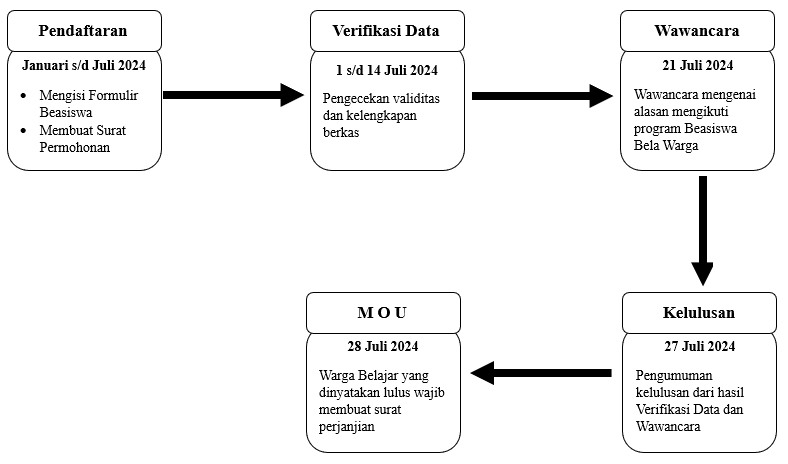 Pendaftaran
Januari s/d Juli 2024
• Mengisi Formulir
Beasiswa
• Membuat Surat
Permohonan
Verifikasi Data
1 s/d 14 Juli 2024
Pengecekan validitas
dan kelengkapan
berkas
Wawancara
21 Juli 2024
Wawancara mengenai
alasan mengikuti
program Beasiswa
Bela Warga
Kelulusan
27 Juli 2024
Pengumuman
kelulusan dari hasil
Verifikasi Data dan
Wawancara
M O U
28 Juli 2024
Warga Belajar yang
dinyatakan lulus wajib
membuat surat
perjanjian